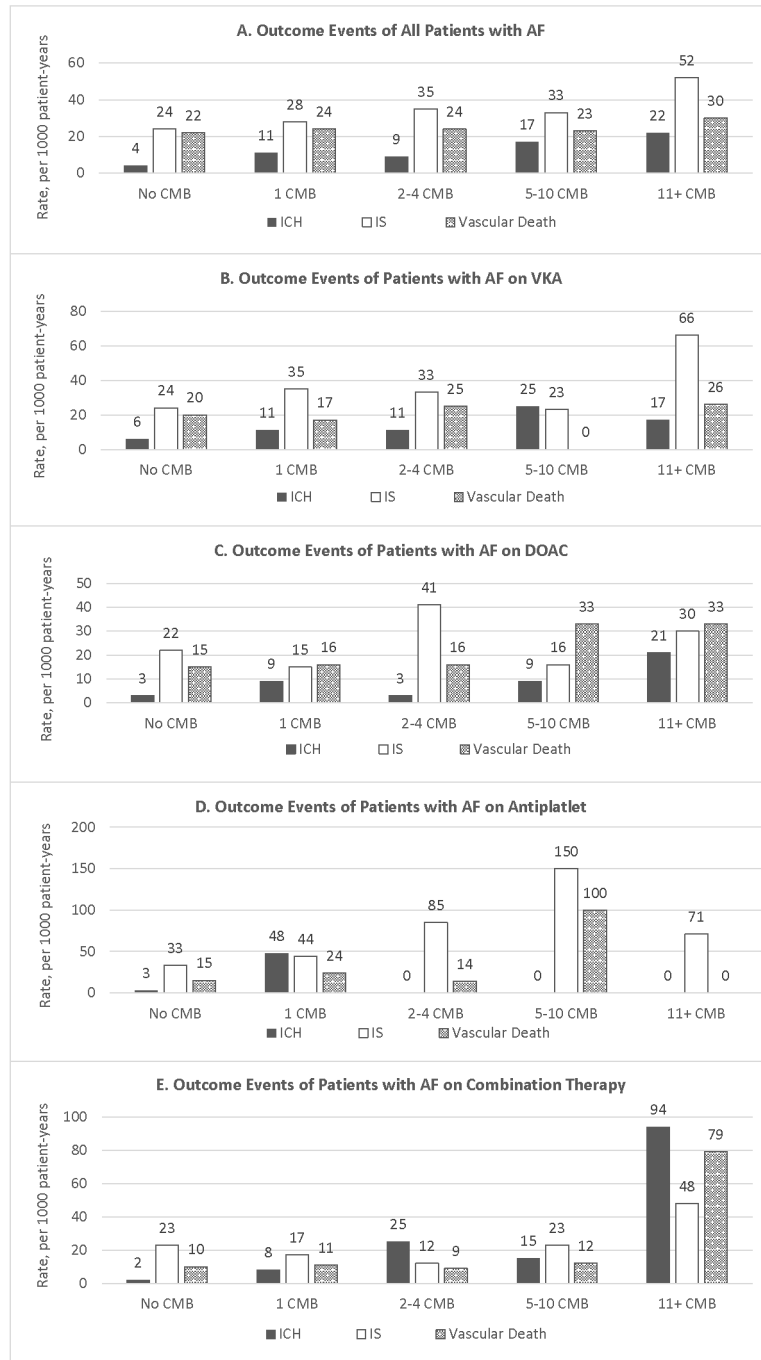 A. Outcome Events of All Patients with AF
Rate, per 1000 patient-years
60
40
20
0
4 24 22
11 28 24
9 35 24
17 33 23
22 52 30
No CMB 1 CMB 2-4 CMB 5-10 CMB 11+ CMB
ICH IS Vascular Death
B. Outcome Events of Patients with AF on VKA
Rate, per 1000 patient-years
80
60
40
20
0
6 24 20
11 35 17
11 33 25
25 23 0
17 66 26
No CMB 1 CMB 2-4 CMB 5-10 CMB 11+ CMB
ICH IS Vascular Death
C. Outcome Events of Patients with AF on DOAC
Rate, per 1000 patient-years
50
40
30
20
10
0
3 22 15
9 15 16
3 41 16
9 16 33
21 30 33
No CMB 1 CMB 2-4 CMB 5-10 CMB 11+ CMB
ICH IS Vascular Death
D. Outcome Events of Patients with AF on Antiplatlet
Rate, per 1000 patient-years
200
150
100
50
0
3 33 15
48 44 24
0 85 14
0 150 100
0 71 0
No CMB 1 CMB 2-4 CMB 5-10 CMB 11+ CMB
ICH IS Vascular Death
E. Outcome Events of Patients with AF on Combination Therapy
Rate, per 1000 patient-years
100
80
60
40
20
0
2 23 10
8 17 11
25 12 9
15 23 12
94 48 79
No CMB 1 CMB 2-4 CMB 5-10 CMB 11+ CMB
ICH IS Vascular Death